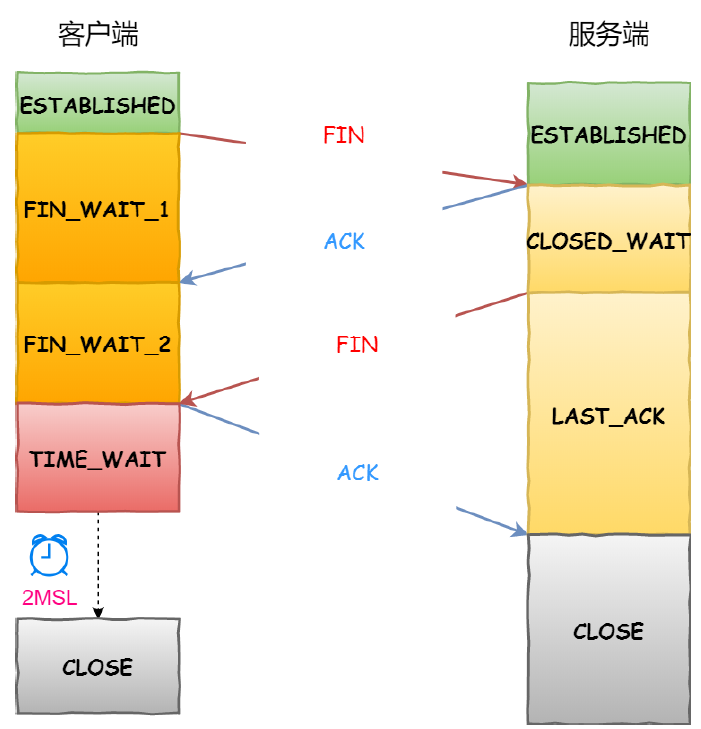 客户端
服务端
ESTABLISHED
ESTABLISHED
FIN
FIN_WAIT_1
ACK
CLOSED_WAIT
FIN_WAIT_2
FIN
LAST_ACK
TIME_WAIT
ACK
2MSL
CLOSE
CLOSE